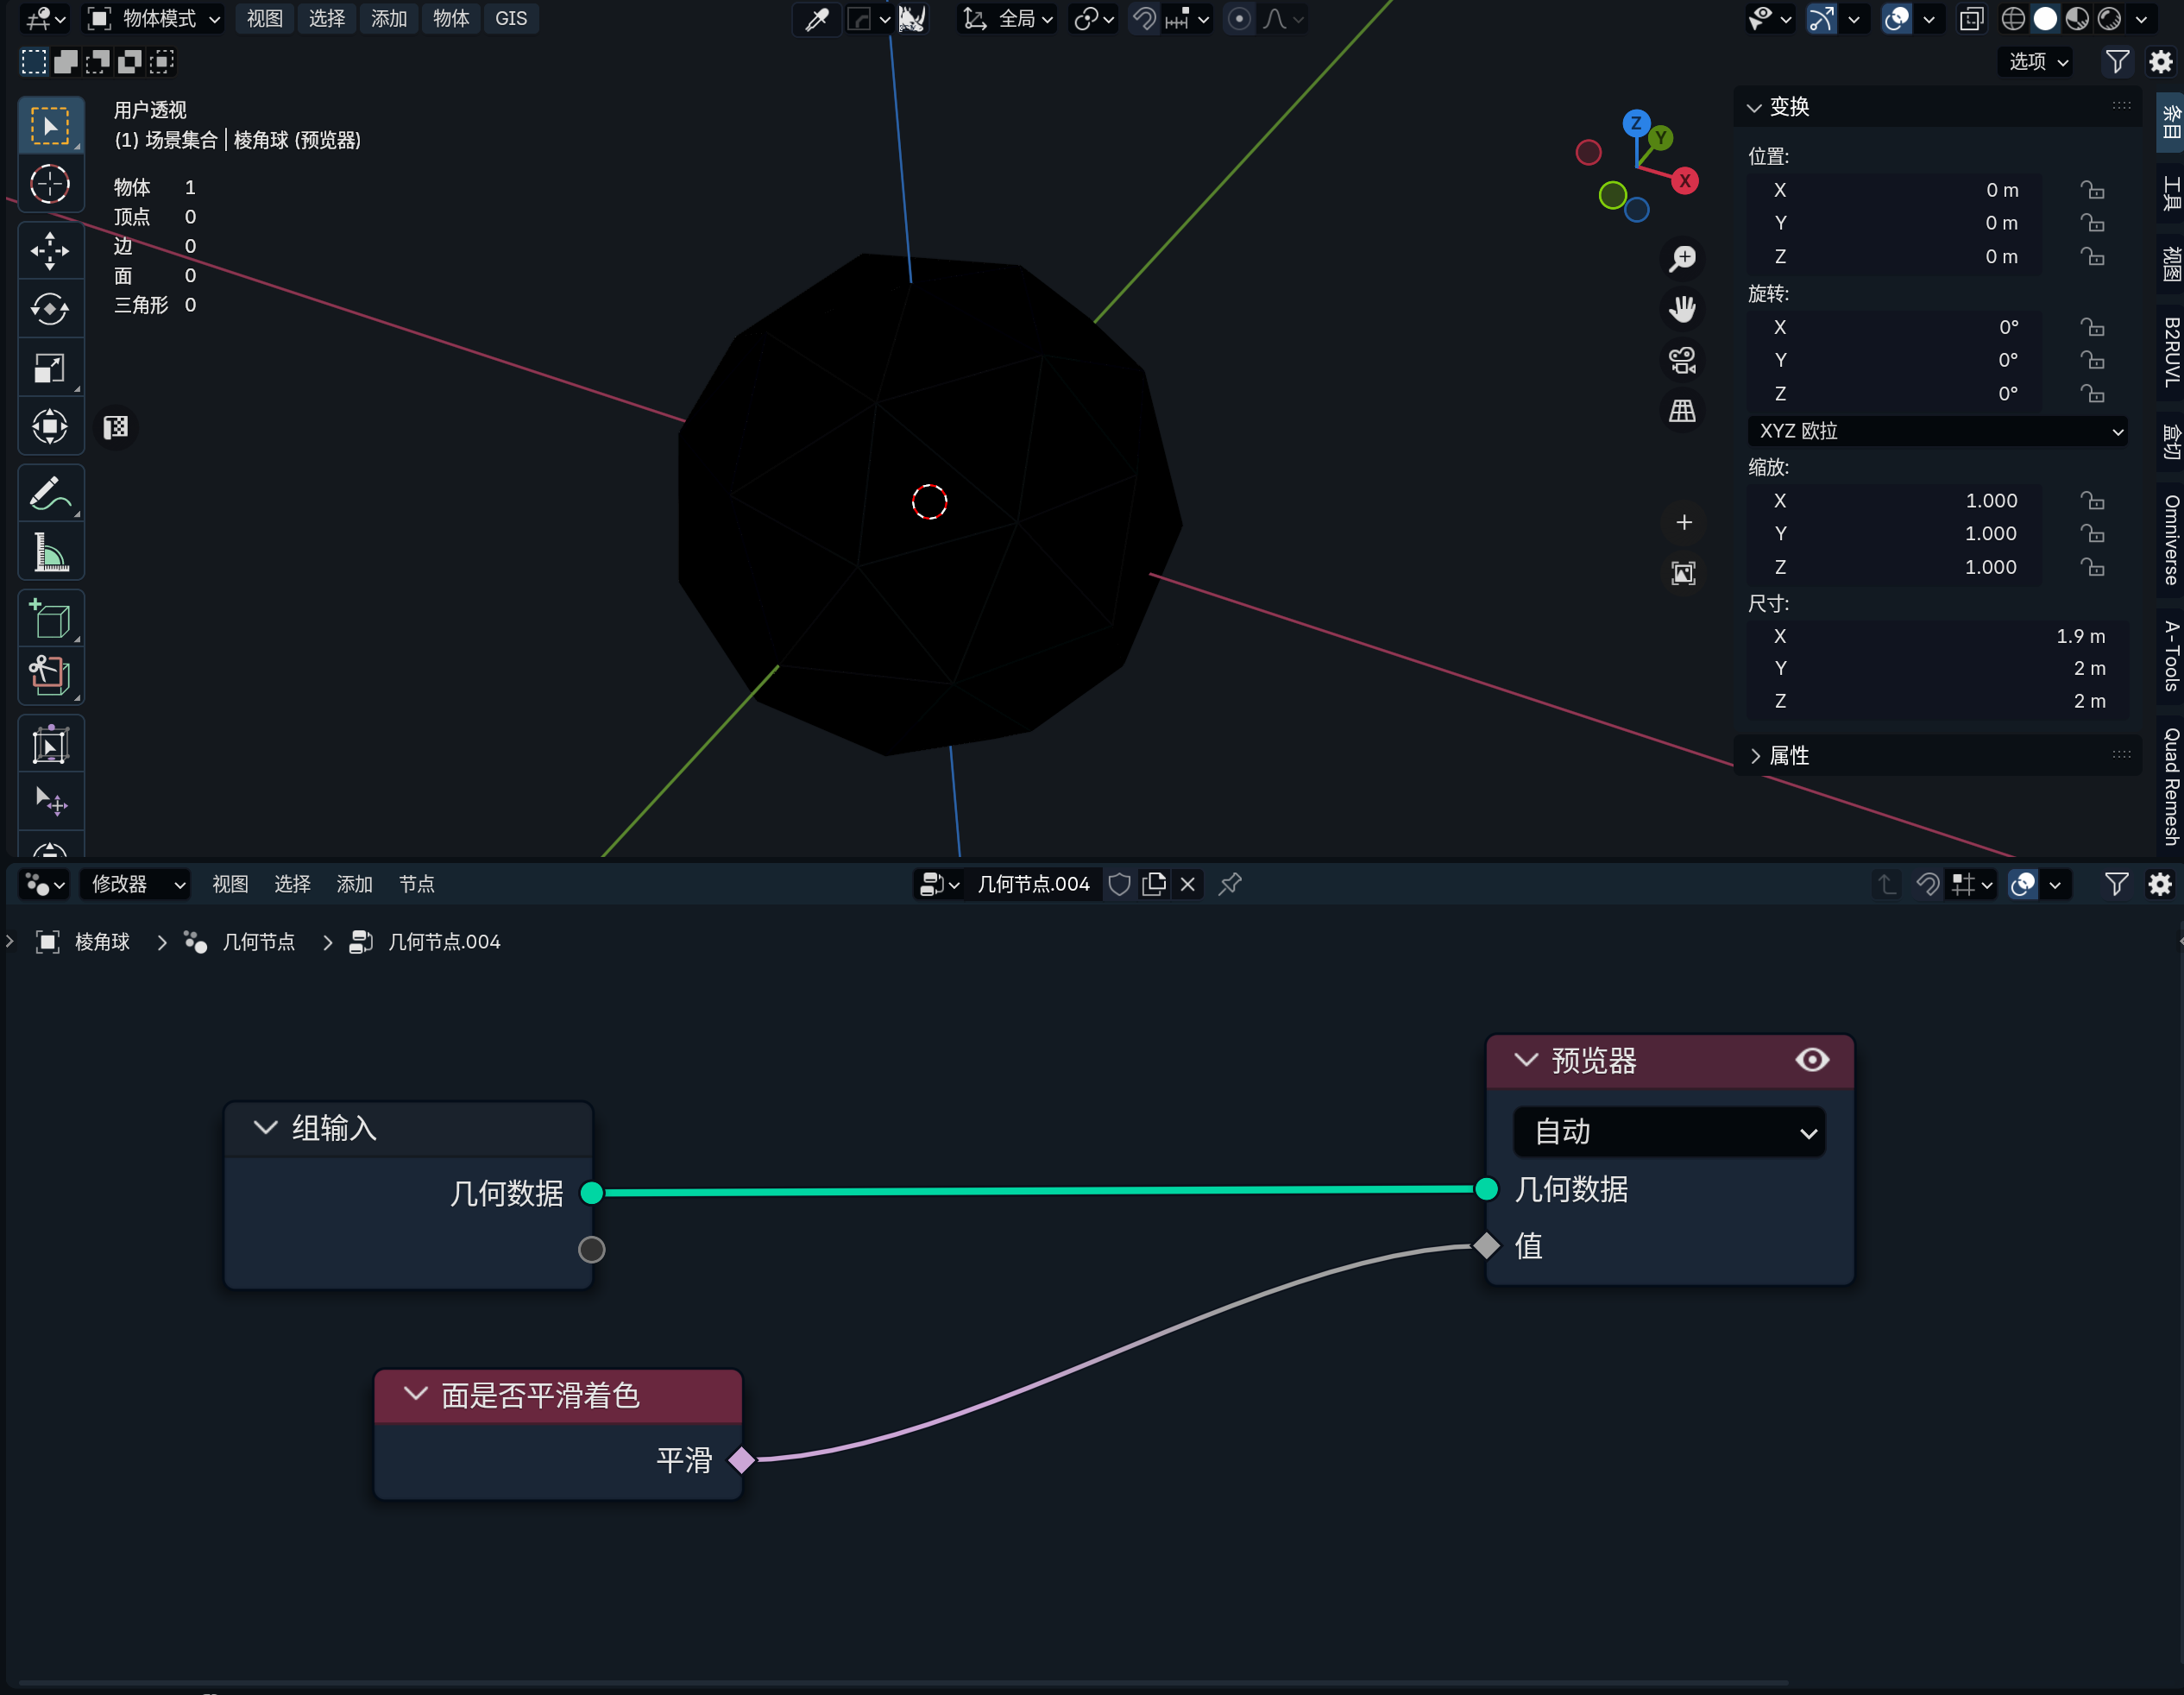 物体模式 视图 选择 添加 物体 GIS 全局
选项
用户透视
(1) 场景集合 | 棱角球 (预览器)
物体 1
顶点 0
边 0
面 0
三角形 0
Z
Y
X
变换
位置:
X 0 m
Y 0 m
Z 0 m
旋转:
X 0°
Y 0°
Z 0°
XYZ 欧拉
缩放:
X 1.000
Y 1.000
Z 1.000
尺寸:
X 1.9 m
Y 2 m
Z 2 m
属性
条目
工具
视图
B2RUVL
盒切
Omniverse
A-Tools
Quad Remesh
修改器 视图 选择 添加 节点 几何节点.004
棱角球 几何节点 几何节点.004
组输入
几何数据
面是否平滑着色
平滑
预览器
自动
几何数据
值